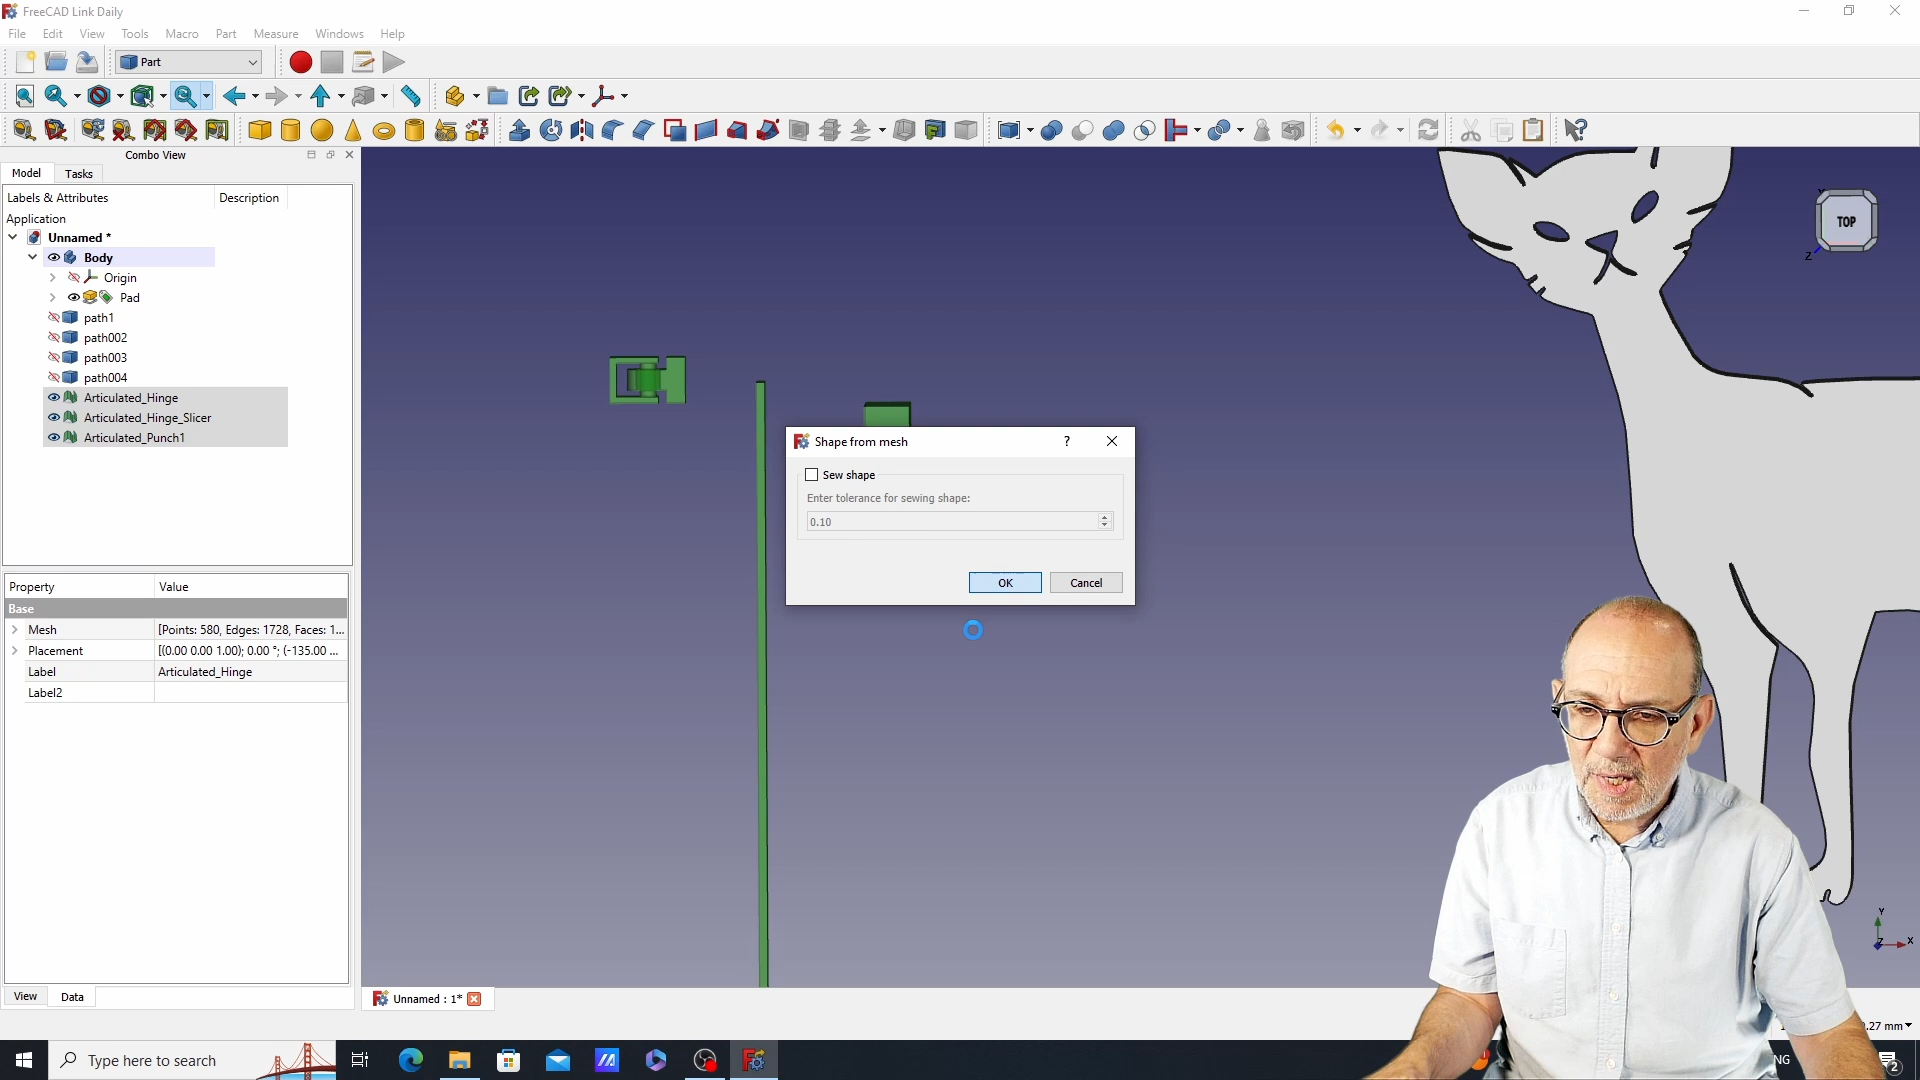 FreeCAD Link Daily
File Edit View Tools Macro Part Measure Windows Help
Part
Combo View
Model Tasks
Labels & Attributes Description
Application
Unnamed *
Body
Origin
Pad
path1
path002
path003
path004
Articulated_Hinge
Articulated_Hinge_Slicer
Articulated_Punch1
Property Value
Base
Mesh [Points: 580, Edges: 1728, Faces: 1...
Placement [(0.00 0.00 1.00); 0.00 °; (-135.00 ...
Label Articulated_Hinge
Label2
View Data
TOP
Y
Z
Shape from mesh
?
Sew shape
Enter tolerance for sewing shape:
0.10
OK Cancel
Y
Z X
Unnamed : 1*
.27 mm
Type here to search
NG
2